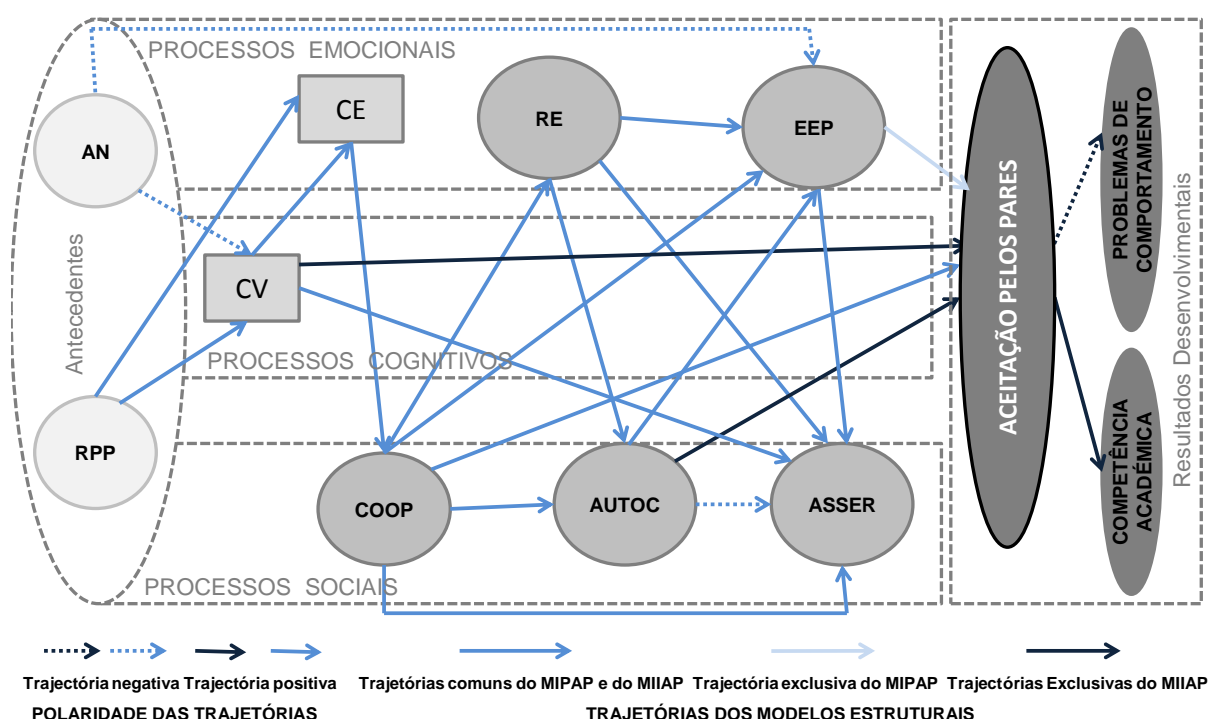 PROCESSOS EMOCIONAIS
CE
RE
EEP
AN
PROBLEMAS DE
COMPORTAMENTO
Antecedentes
CV
ACEITAÇÃO PELOS PARES
Resultados Desenvolvimentais
PROCESSOS COGNITIVOS
RPP
COOP
AUTOC
ASSER
COMPETÊNCIA
ACADÉMICA
PROCESSOS SOCIAIS
Trajectória negativa Trajectória positiva Trajetórias comuns do MIPAP e do MIIAP Trajectória exclusiva do MIPAP Trajectórias Exclusivas do MIIAP
POLARIDADE DAS TRAJETÓRIAS TRAJETÓRIAS DOS MODELOS ESTRUTURAIS